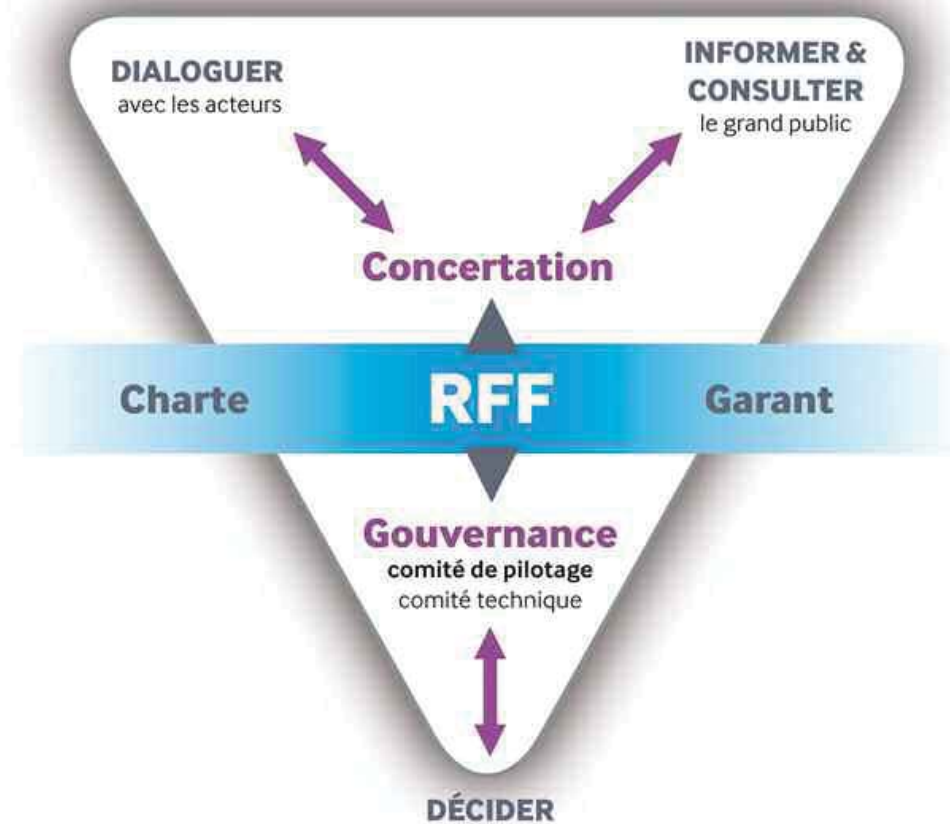 DIALOGUER
avec les acteurs
INFORMER &
CONSULTER
le grand public
Concertation
Charte
RFF
Garant
Gouvernance
comité de pilotage
comité technique
DÉCIDER